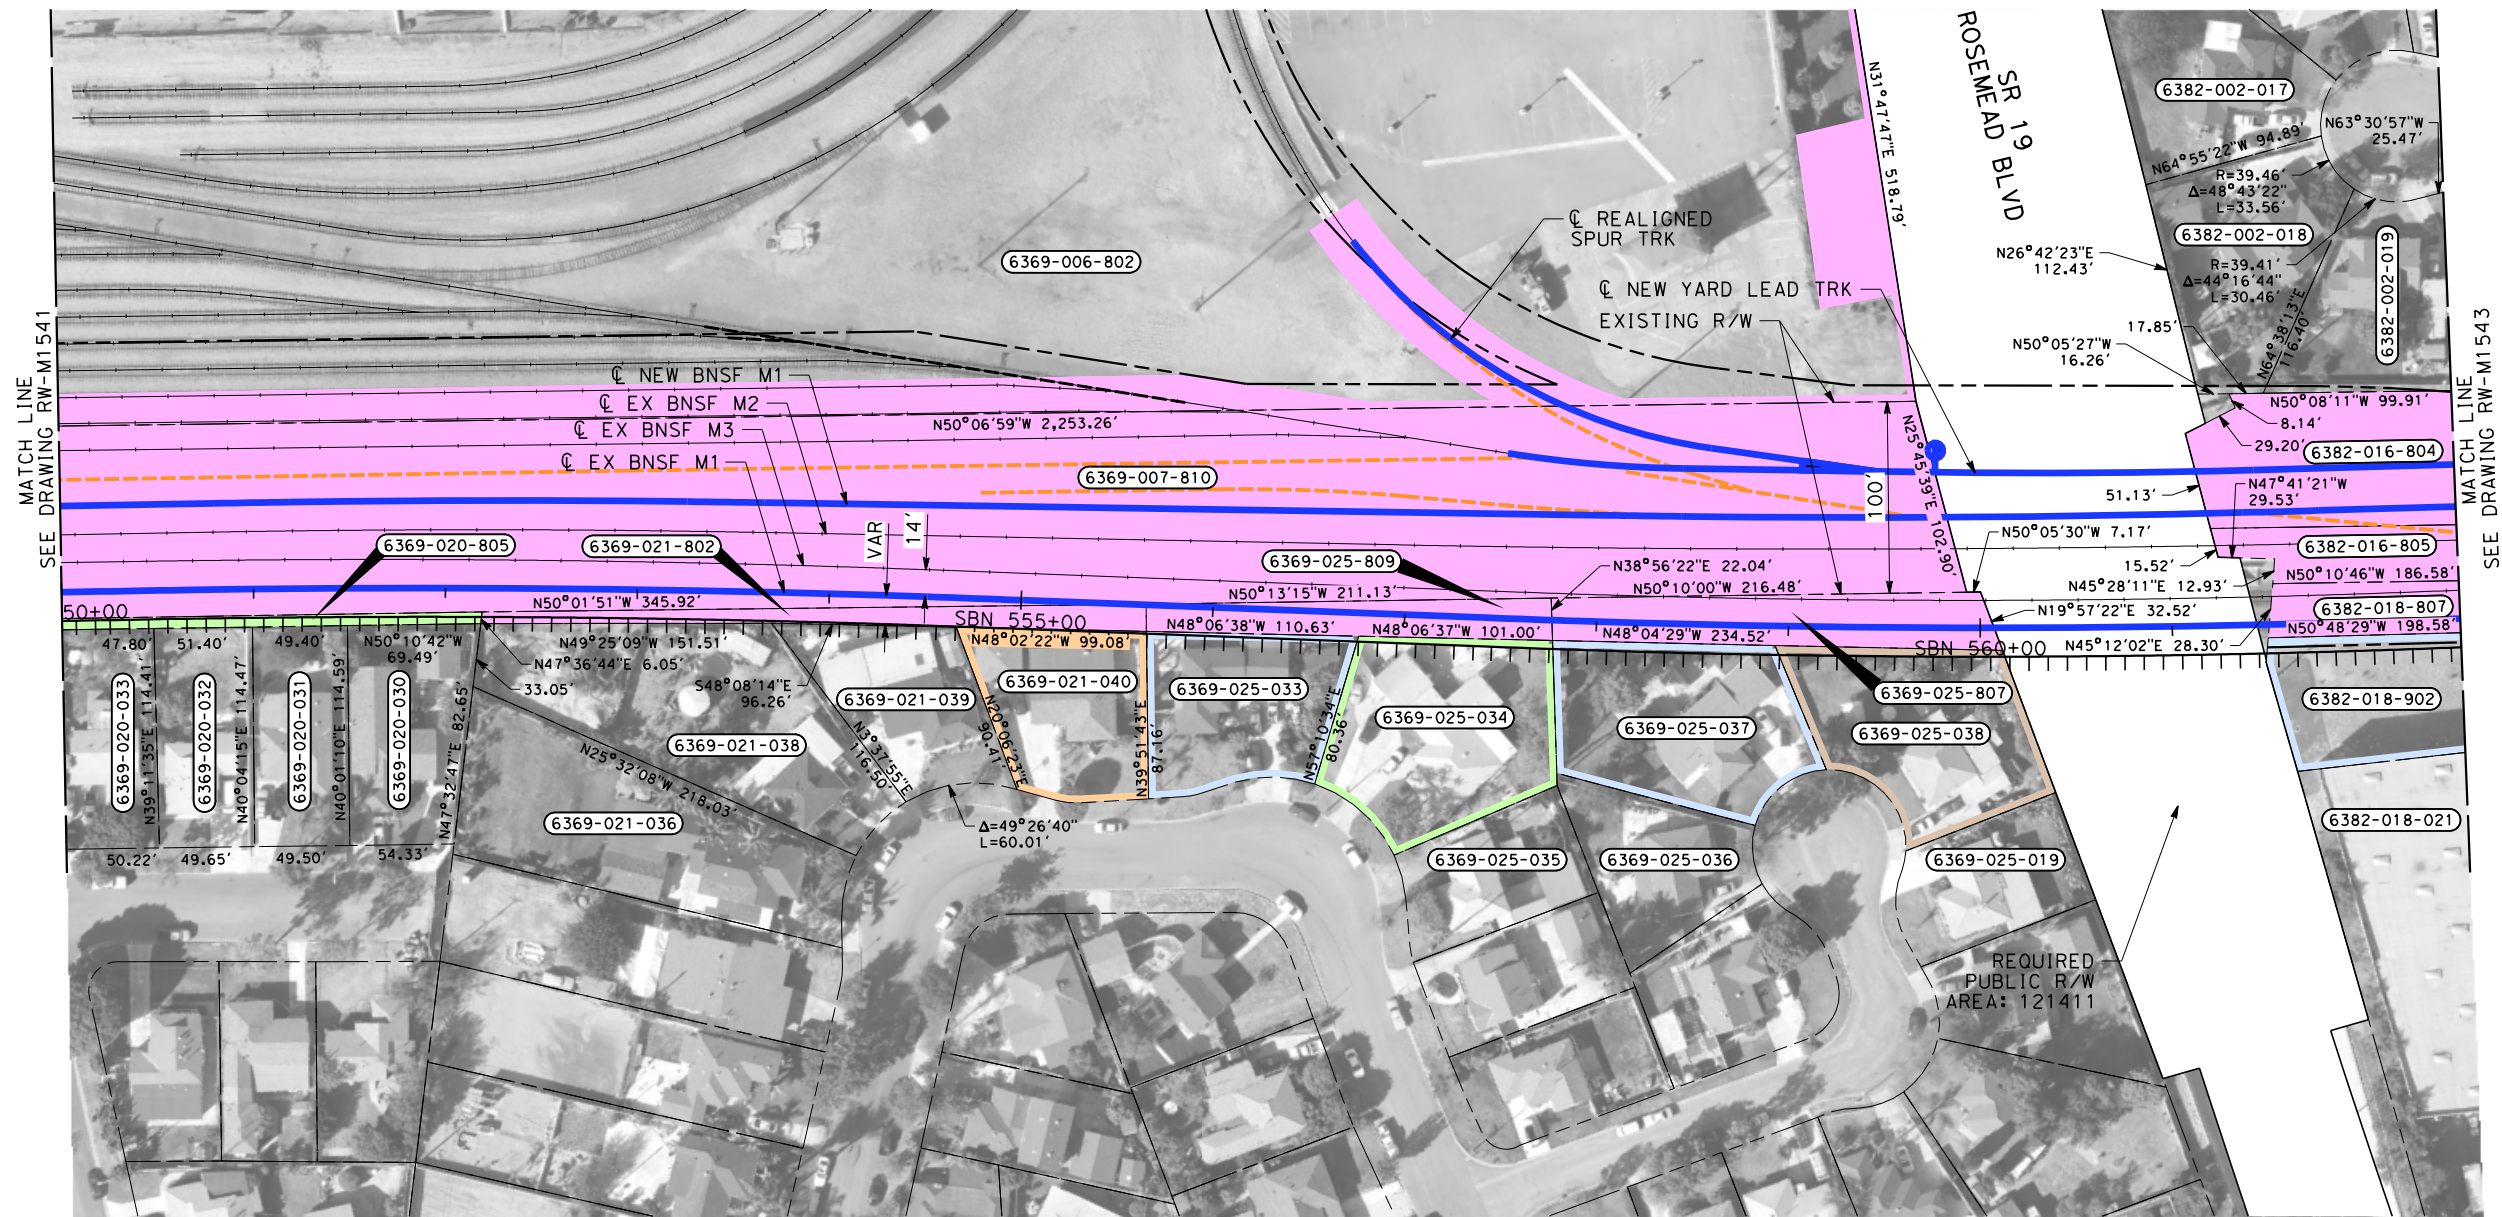 SR 19
ROSEMEAD BLVD
N31°47'47"E 518.79'
6382-002-017
N63°30'57"W
25.47'
N64°55'22"W 94.89'
R=39.46'
Δ=48°43'22"
L=33.56'
6382-002-018
6382-002-019
N26°42'23"E
112.43'
R=39.41'
Δ=44°16'44"
L=30.46'
N64°38'13"E
116.40'
17.85'
N50°05'27"W
16.26'
6369-006-802
℄ REALIGNED
SPUR TRK
℄ NEW YARD LEAD TRK
EXISTING R/W
MATCH LINE
SEE DRAWING RW-M1541
MATCH LINE
SEE DRAWING RW-M1543
℄ NEW BNSF M1
℄ EX BNSF M2
℄ EX BNSF M3
℄ EX BNSF M1
N50°06'59"W 2,253.26'
6369-007-810
N25°45'39"E 102.90'
100'
N50°08'11"W 99.91'
8.14'
29.20'
6382-016-804
51.13'
N47°41'21"W
29.53'
VAR
14'
6369-020-805
6369-021-802
6369-025-809
N38°56'22"E 22.04'
N50°05'30"W 7.17'
6382-016-805
15.52'
N45°28'11"E 12.93'
N50°10'46"W 186.58'
50+00
N50°01'51"W 345.92'
SBN 555+00
N50°13'15"W 211.13'
N50°10'00"W 216.48'
N19°57'22"E 32.52'
6382-018-807
N50°48'29"W 198.58'
47.80'
51.40'
49.40'
N50°10'42"W
69.49'
N49°25'09"W 151.51'
N47°36'44"E 6.05'
33.05'
N48°02'22"W 99.08'
N48°06'38"W 110.63'
N48°06'37"W 101.00'
N48°04'29"W 234.52'
SBN 560+00
N45°12'02"E 28.30'
6369-020-033
N39°11'35"E 114.41'
6369-020-032
N40°04'15"E 114.47'
6369-020-031
N40°01'10"E 114.59'
6369-020-030
N47°32'47"E 82.65'
S48°08'14"E
96.26'
6369-021-039
6369-021-040
6369-025-033
6369-025-034
6369-025-037
6369-025-807
6369-025-038
6382-018-902
6369-021-038
N25°32'08"W 218.03'
N3°37'55"E
116.50'
N20°06'23"E
90.41'
N39°51'43"E
87.16'
N57°10'34"E
80.36'
6369-021-036
Δ=49°26'40"
L=60.01'
6382-018-021
50.22'
49.65'
49.50'
54.33'
6369-025-035
6369-025-036
6369-025-019
REQUIRED
PUBLIC R/W
AREA: 121411